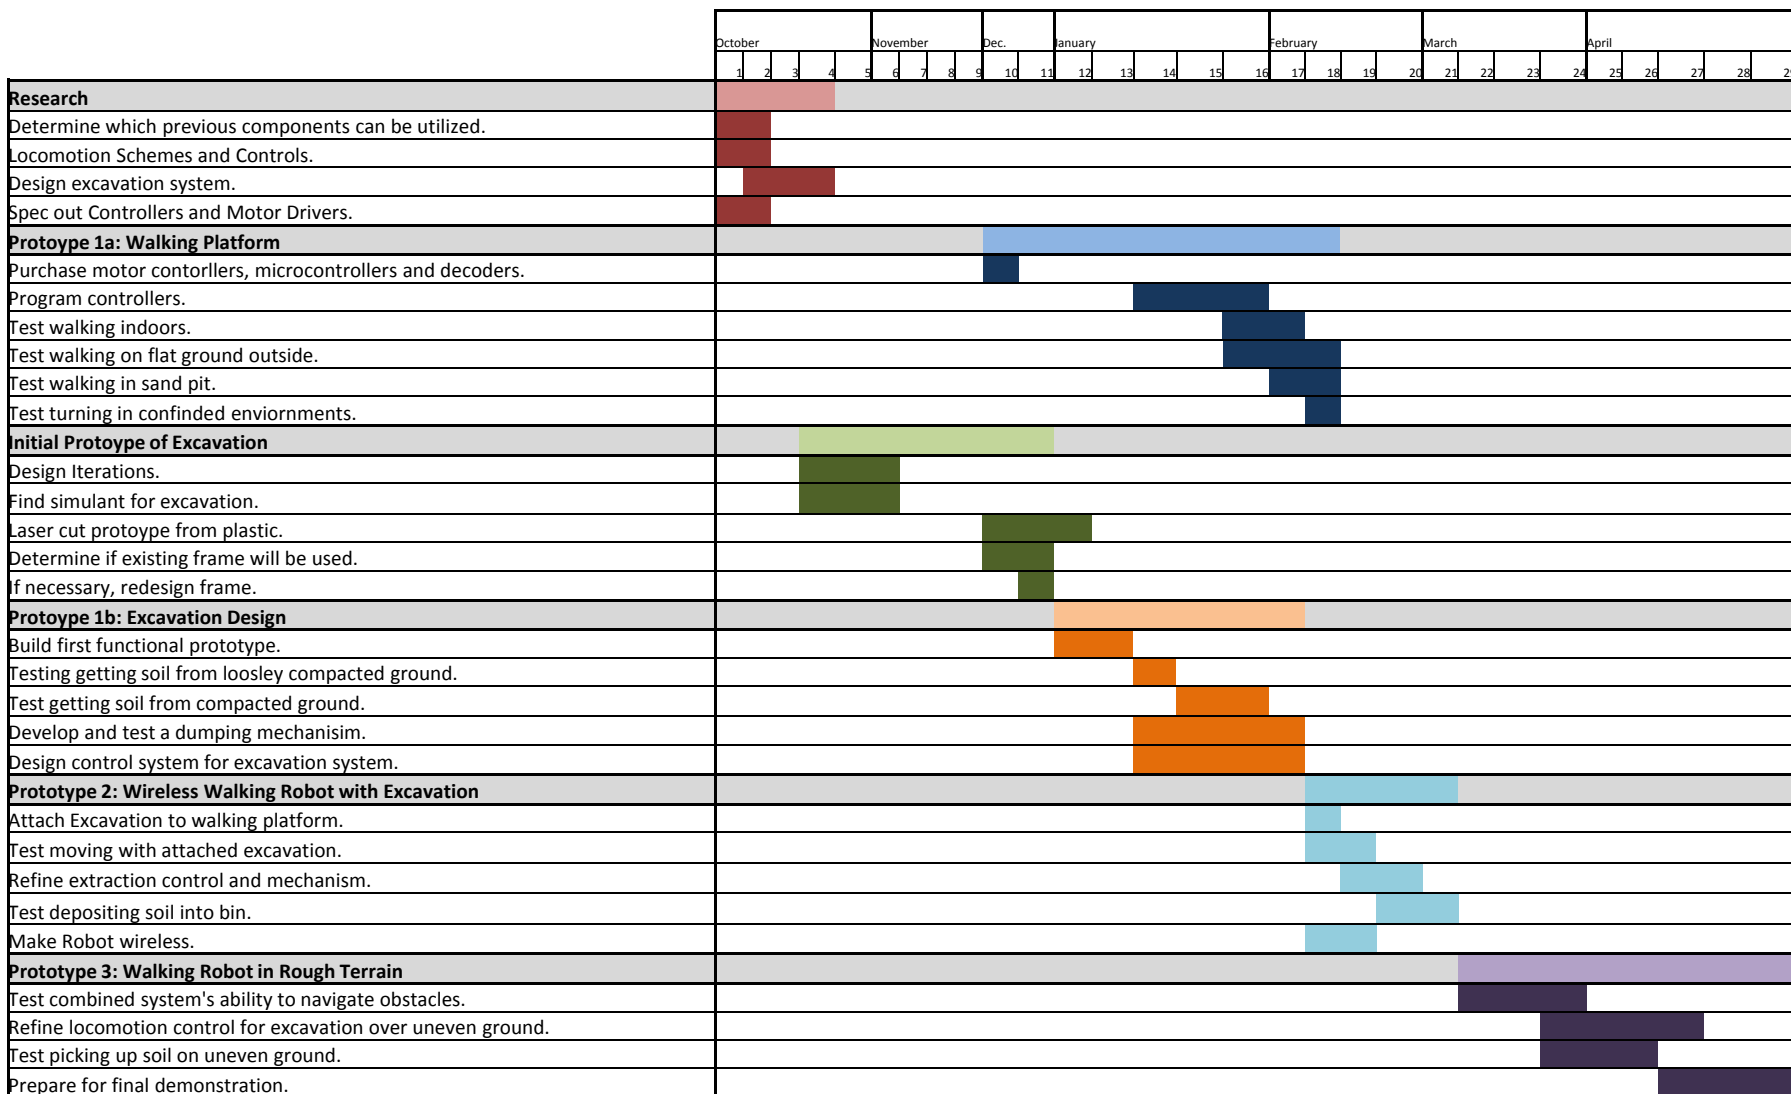 October November Dec. January February March April
1 2 3 4 5 6 7 8 9 10 11 12 13 14 15 16 17 18 19 20 21 22 23 24 25 26 27 28 29
Research
Determine which previous components can be utilized.
Locomotion Schemes and Controls.
Design excavation system.
Spec out Controllers and Motor Drivers.
Protoype 1a: Walking Platform
Purchase motor contorllers, microcontrollers and decoders.
Program controllers.
Test walking indoors.
Test walking on flat ground outside.
Test walking in sand pit.
Test turning in confinded enviornments.
Initial Protoype of Excavation
Design Iterations.
Find simulant for excavation.
Laser cut protoype from plastic.
Determine if existing frame will be used.
If necessary, redesign frame.
Protoype 1b: Excavation Design
Build first functional prototype.
Testing getting soil from loosley compacted ground.
Test getting soil from compacted ground.
Develop and test a dumping mechanisim.
Design control system for excavation system.
Prototype 2: Wireless Walking Robot with Excavation
Attach Excavation to walking platform.
Test moving with attached excavation.
Refine extraction control and mechanism.
Test depositing soil into bin.
Make Robot wireless.
Prototype 3: Walking Robot in Rough Terrain
Test combined system's ability to navigate obstacles.
Refine locomotion control for excavation over uneven ground.
Test picking up soil on uneven ground.
Prepare for final demonstration.